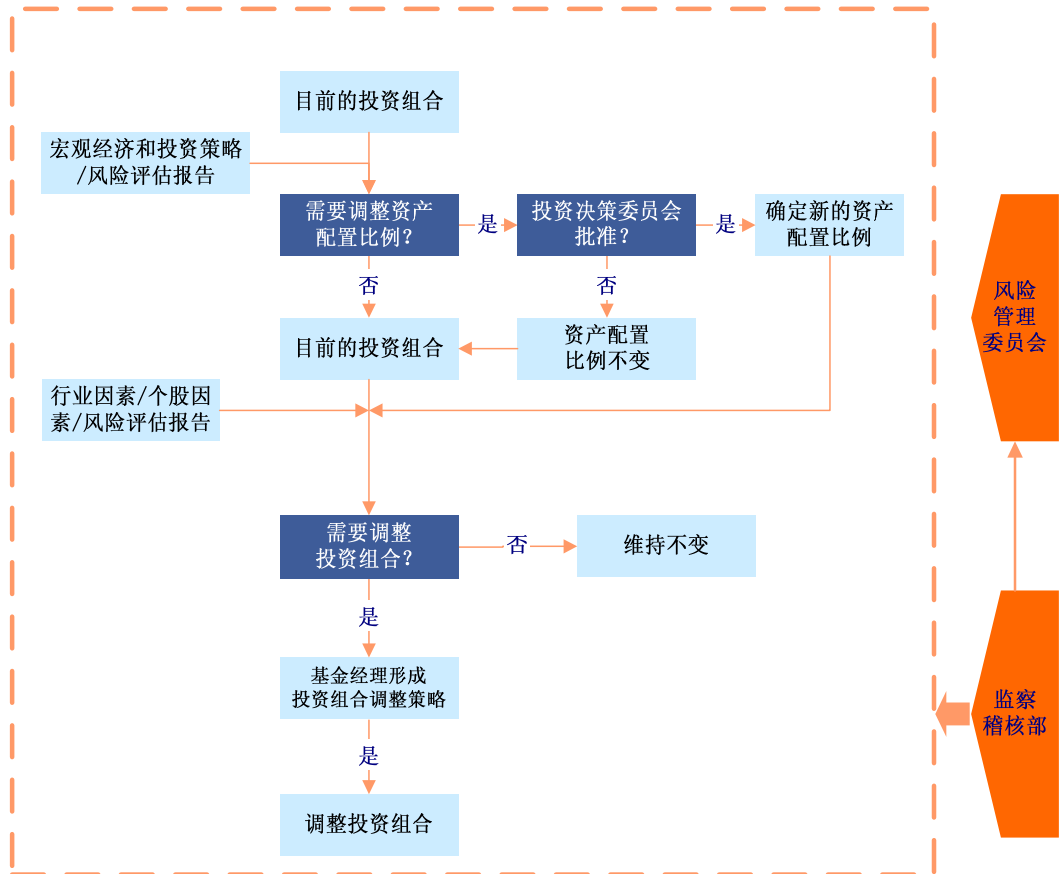 目前的投资组合
宏观经济和投资策略
/风险评估报告
需要调整资产
配置比例？
是
投资决策委员会
批准？
是
确定新的资产
配置比例
否
否
目前的投资组合
资产配置
比例不变
风险
管理
委员会
行业因素/个股因
素/风险评估报告
需要调整
投资组合？
否
维持不变
是
基金经理形成
投资组合调整策略
监察
稽核部
是
调整投资组合